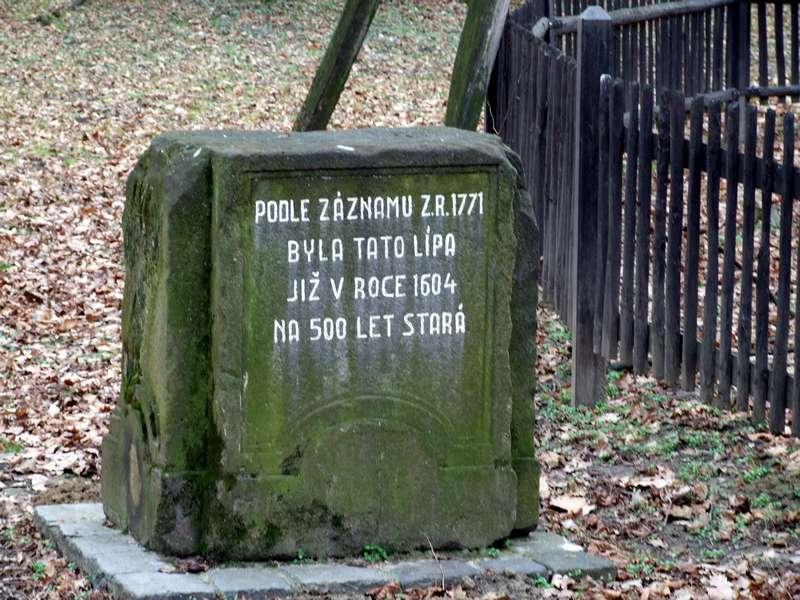 PODLE ZÁZNAMU Z.R.1771
BYLA TATO LÍPA
JIŽ V ROCE 1604
NA 500 LET STARÁ